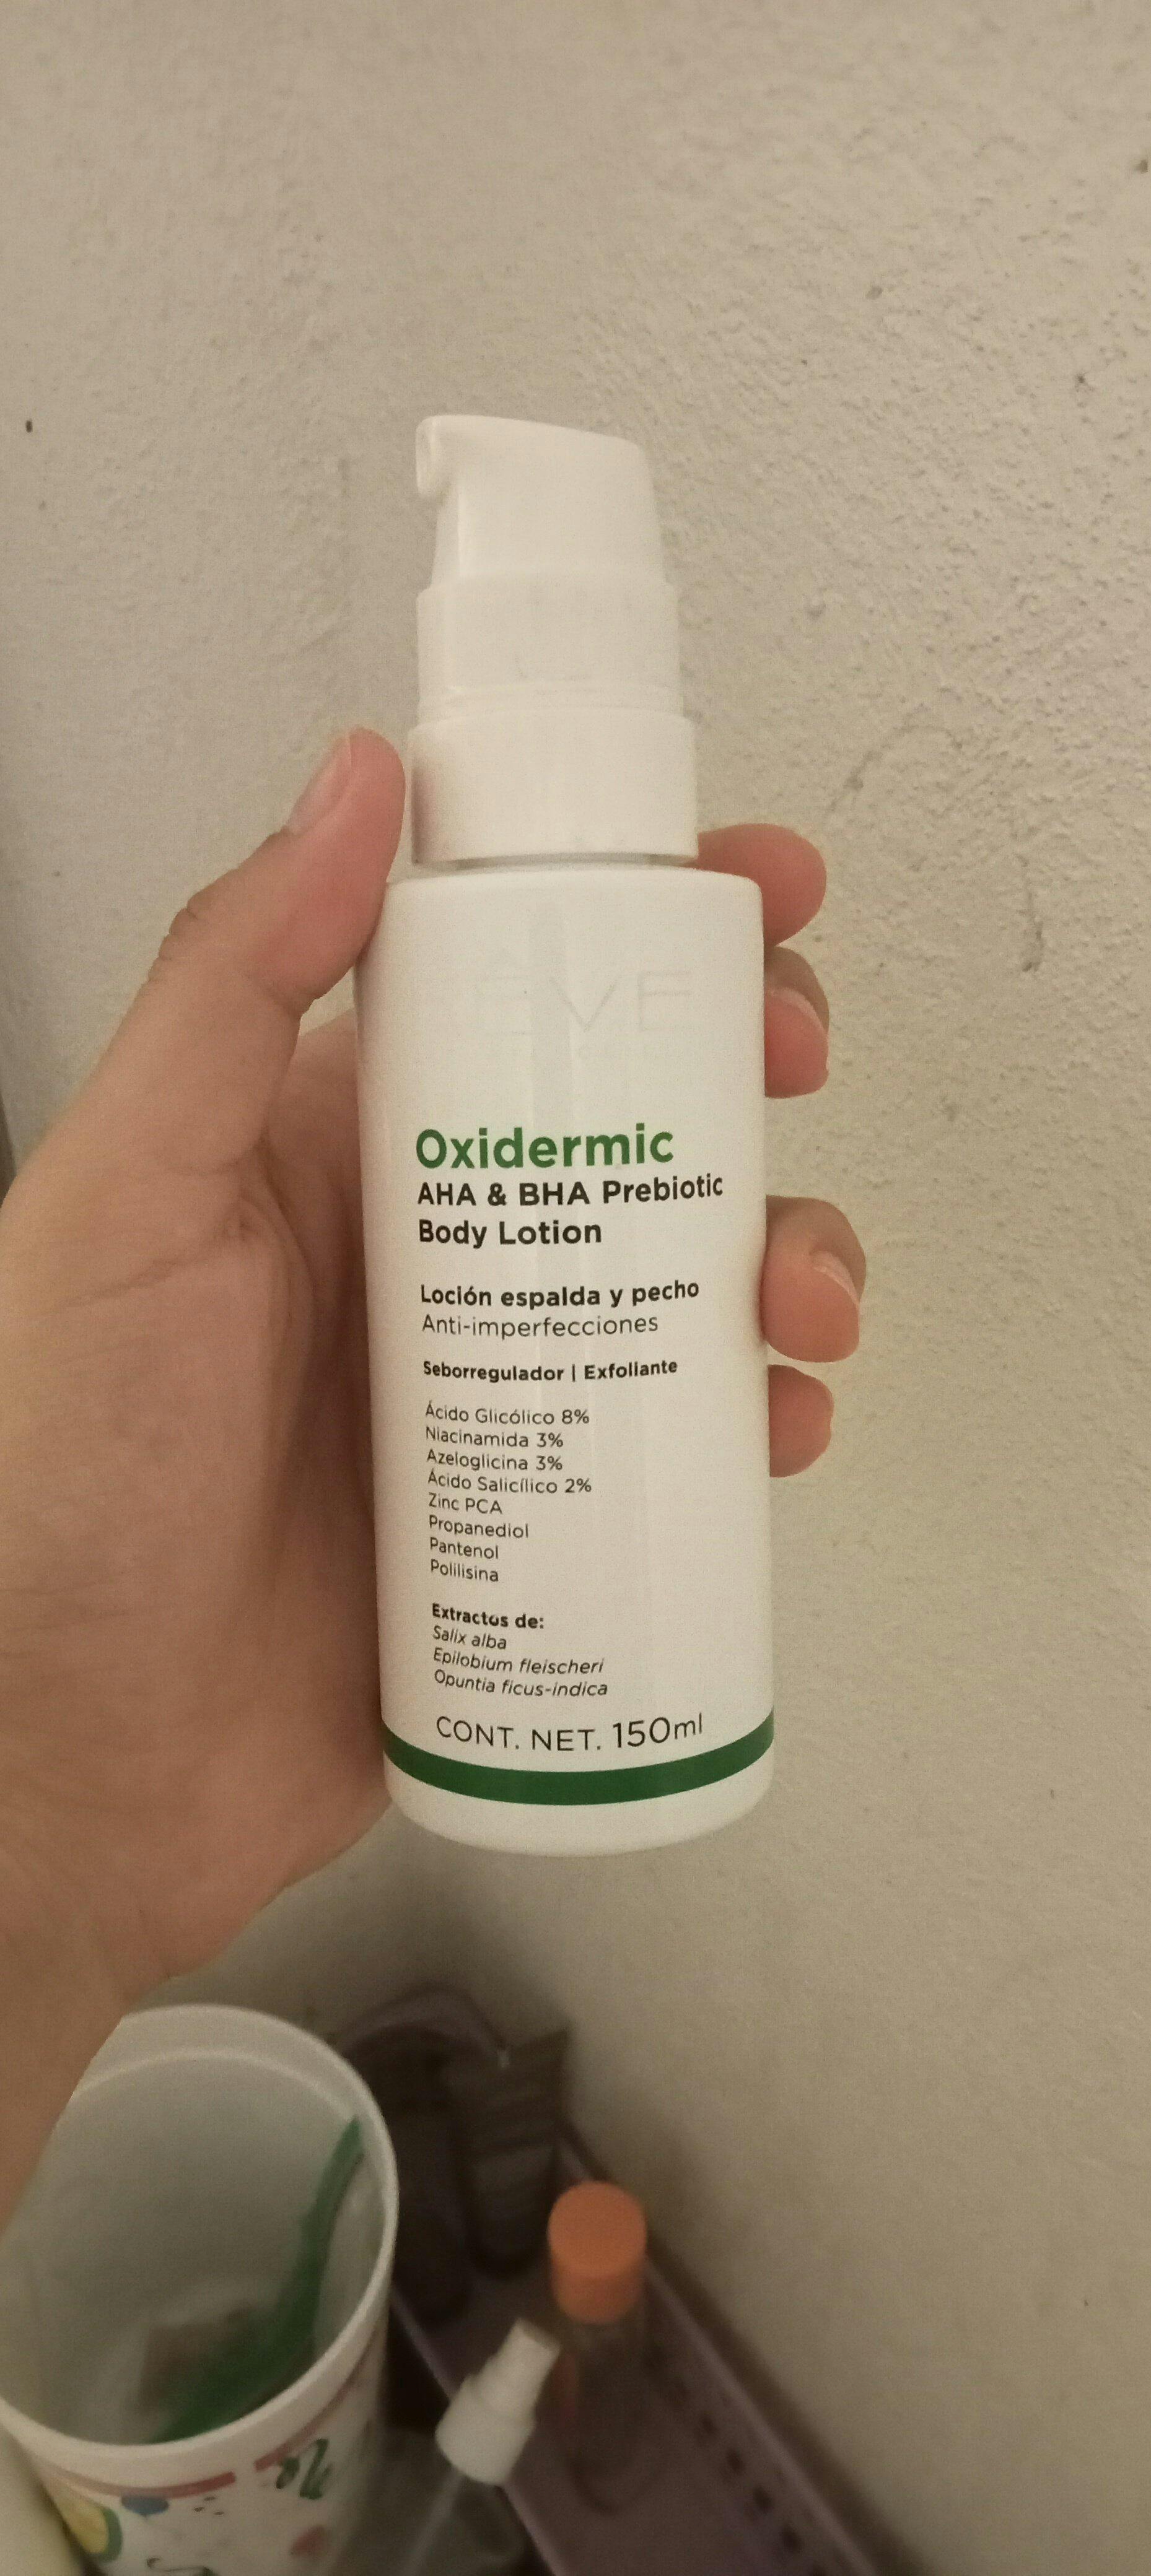 Oxidermic
AHA & BHA Prebiotic
Body Lotion
Loción espalda y pecho
Anti-imperfecciones
Seborregulador | Exfoliante
Ácido Glicólico 8%
Niacinamida 3%
Azeloglicina 3%
Ácido Salicílico 2%
Zinc PCA
Propanediol
Pantenol
Polilisina
Extractos de:
Salix alba
Epilobium fleischeri
Opuntia ficus-indica
CONT. NET. 150ml